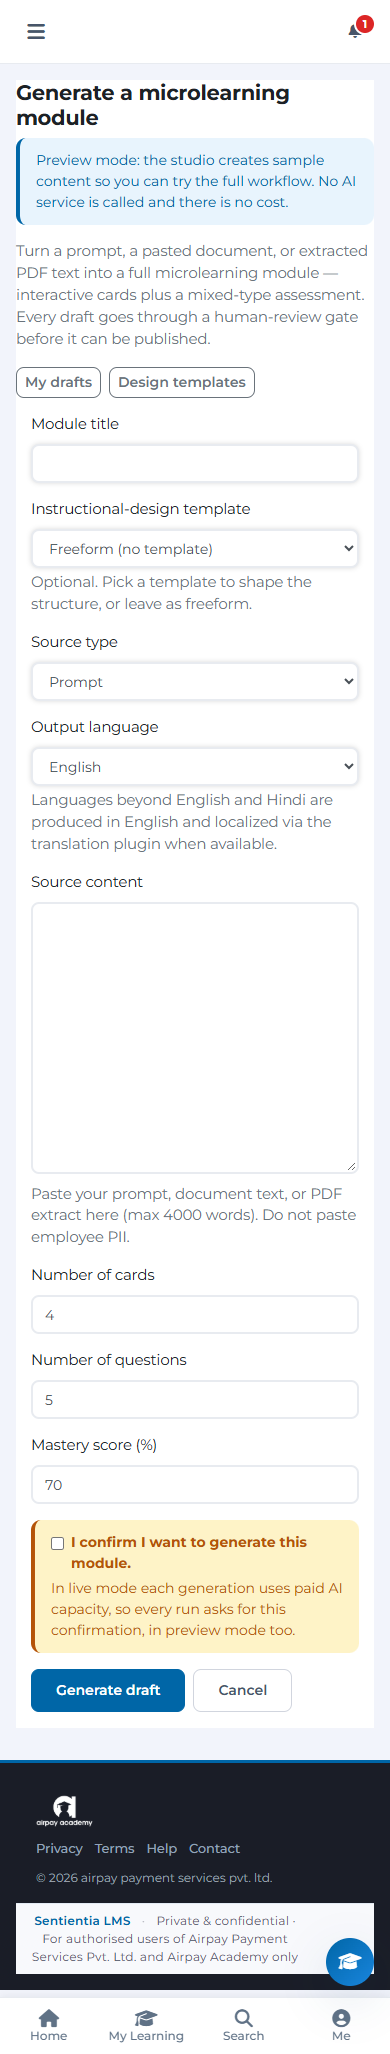 1
Generate a microlearning
module
Preview mode: the studio creates sample
content so you can try the full workflow. No AI
service is called and there is no cost.
Turn a prompt, a pasted document, or extracted
PDF text into a full microlearning module —
interactive cards plus a mixed-type assessment.
Every draft goes through a human-review gate
before it can be published.
My drafts Design templates
Module title
Instructional-design template
Freeform (no template)
Optional. Pick a template to shape the
structure, or leave as freeform.
Source type
Prompt
Output language
English
Languages beyond English and Hindi are
produced in English and localized via the
translation plugin when available.
Source content
Paste your prompt, document text, or PDF
extract here (max 4000 words). Do not paste
employee PII.
Number of cards
4
Number of questions
5
Mastery score (%)
70
I confirm I want to generate this
module.
In live mode each generation uses paid AI
capacity, so every run asks for this
confirmation, in preview mode too.
Generate draft Cancel
airpay academy
Privacy Terms Help Contact
© 2026 airpay payment services pvt. ltd.
Sentientia LMS · Private & confidential ·
For authorised users of Airpay Payment
Services Pvt. Ltd. and Airpay Academy only
Home My Learning Search Me